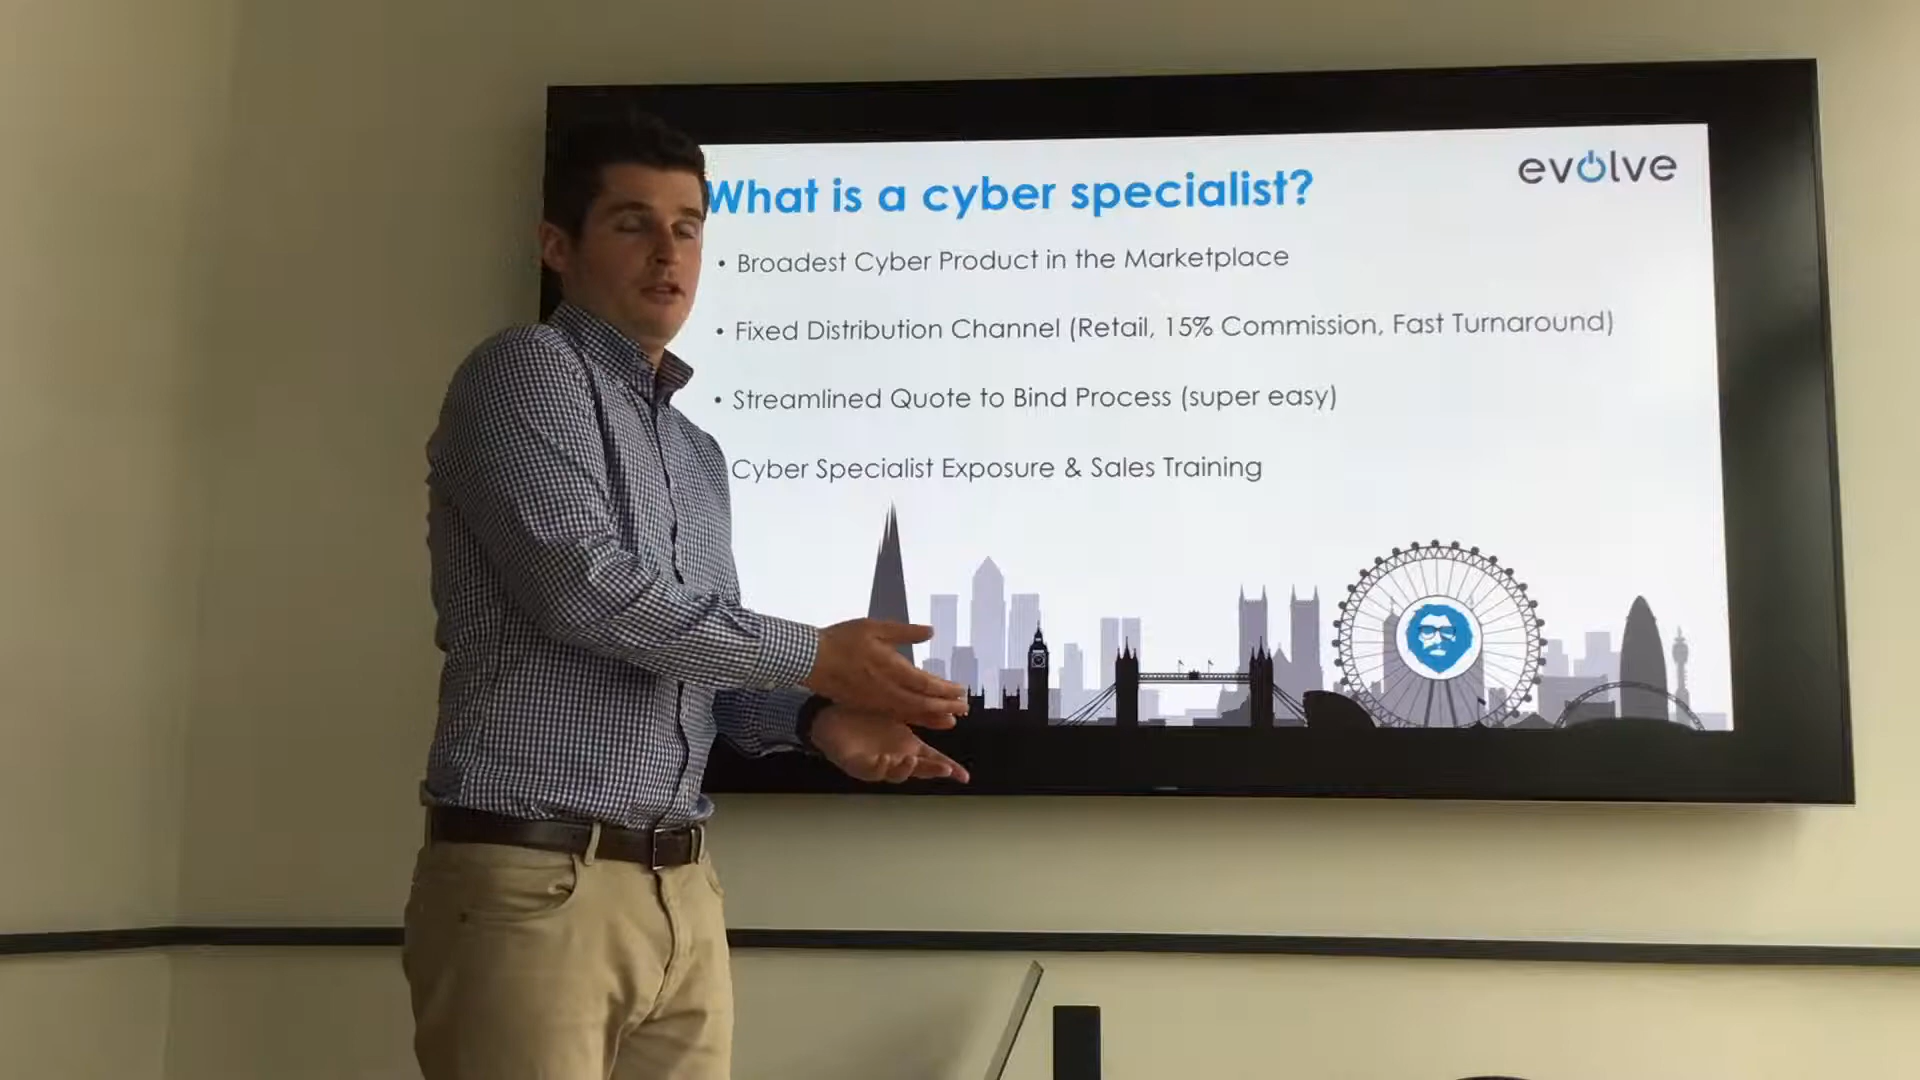 evolve
What is a cyber specialist?
• Broadest Cyber Product in the Marketplace
• Fixed Distribution Channel (Retail, 15% Commission, Fast Turnaround)
• Streamlined Quote to Bind Process (super easy)
Cyber Specialist Exposure & Sales Training